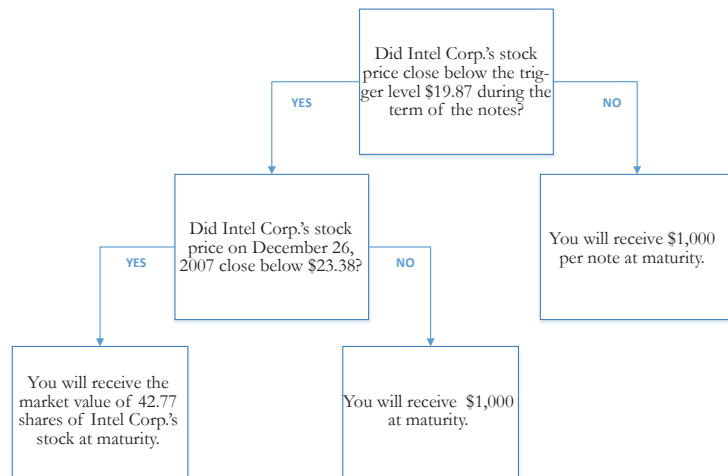 Did Intel Corp.'s stock
price close below the trig-
ger level $19.87 during the
term of the notes?
YES
NO
Did Intel Corp.'s stock
price on December 26,
2007 close below $23.38?
You will receive $1,000
per note at maturity.
YES
NO
You will receive the
market value of 42.77
shares of Intel Corp.'s
stock at maturity.
You will receive  $1,000
at maturity.